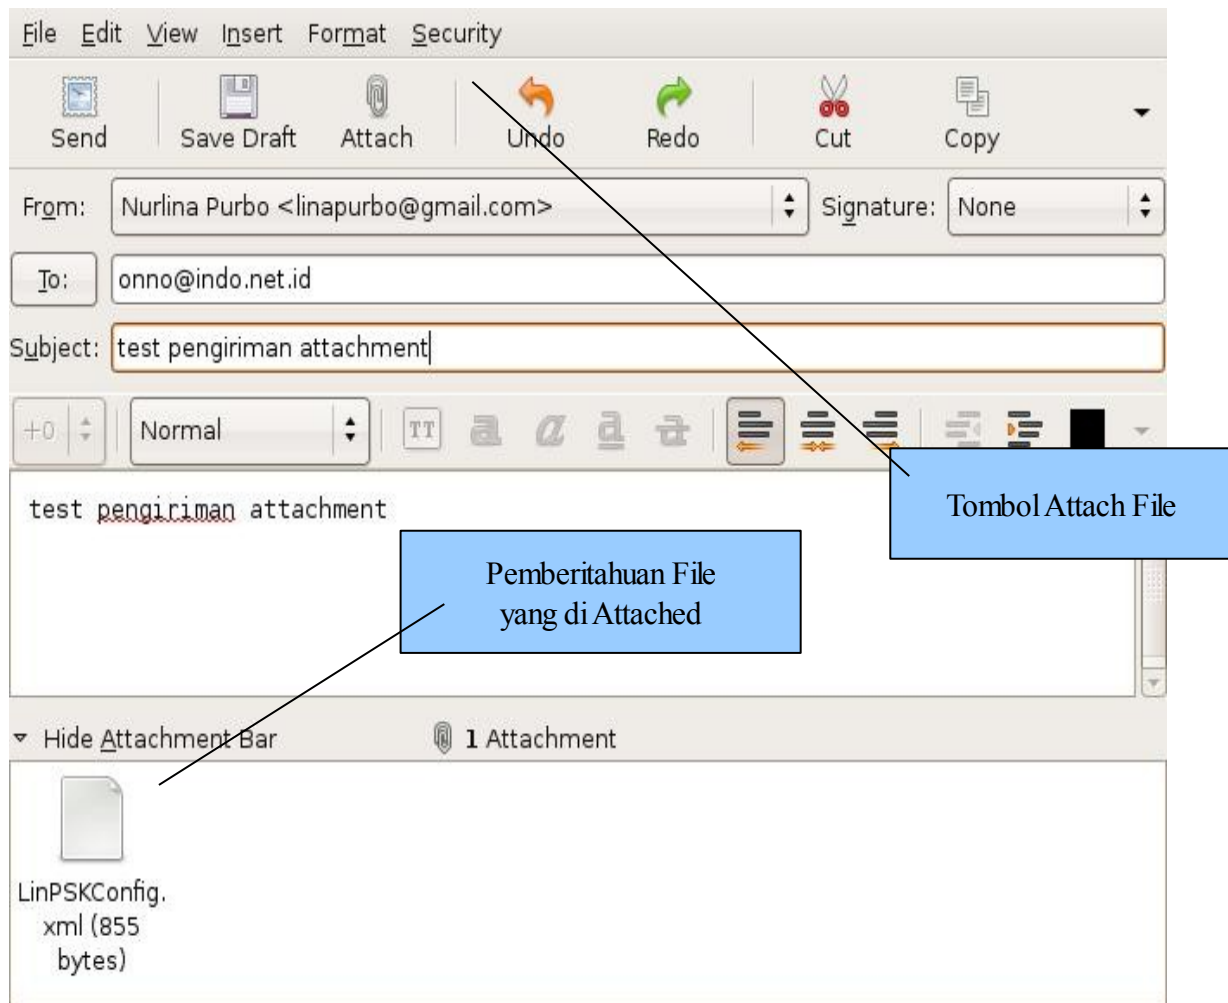 File Edit View Insert Format Security
Send Save Draft Attach Undo Redo Cut Copy
From: Nurlina Purbo <linapurbo@gmail.com> Signature: None
To: onno@indo.net.id
Subject: test pengiriman attachment
+0 Normal TT a a a a
test pengiriman attachment
Tombol Attach File
Pemberitahuan File
yang di Attached
Hide Attachment Bar 1 Attachment
LinPSKConfig.
xml (855
bytes)